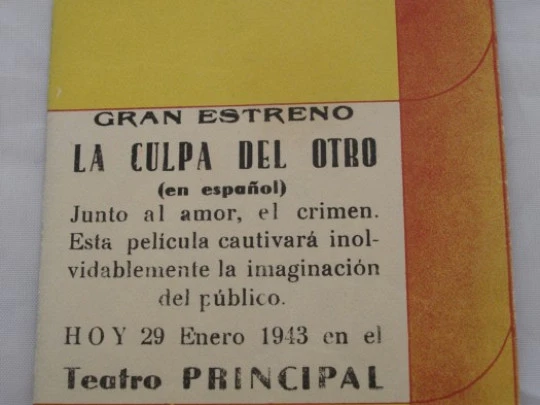 GRAN ESTRENO
LA CULPA DEL OTRO
(en español)
Junto al amor, el crimen.
Esta película cautivará inol-
vidablemente la imaginación
del público.
HOY 29 Enero 1943 en el
Teatro PRINCIPAL